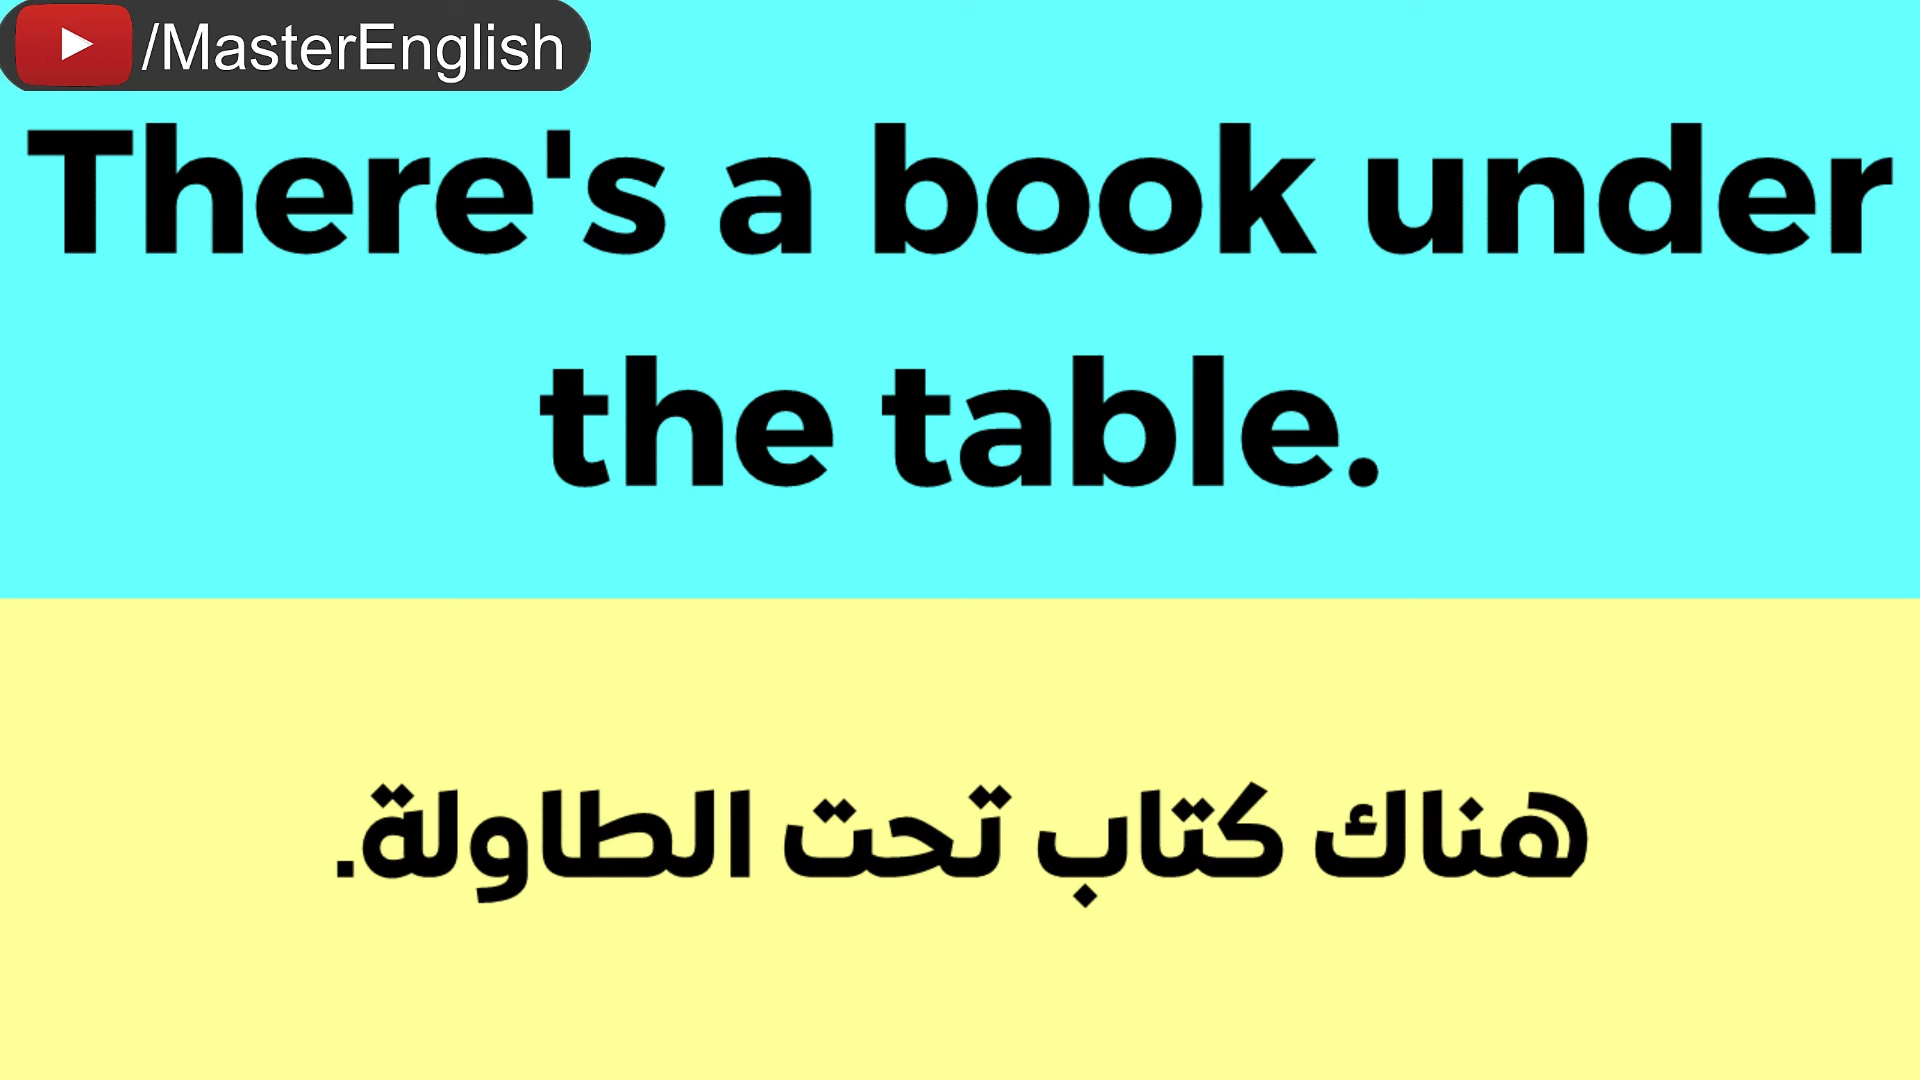 /MasterEnglish
There's a book under
the table.
هناك كتاب تحت الطاولة.